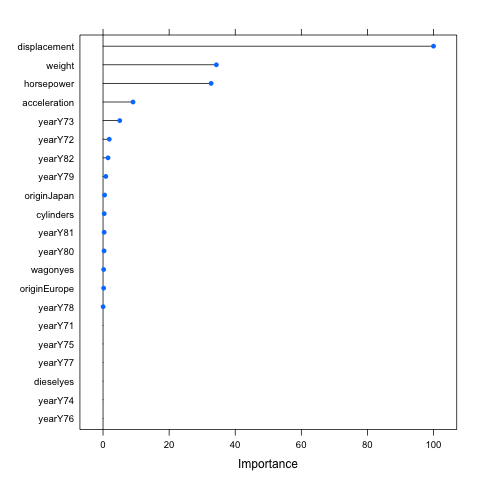 displacement
weight
horsepower
acceleration
yearY73
yearY72
yearY82
yearY79
originJapan
cylinders
yearY81
yearY80
wagonyes
originEurope
yearY78
yearY71
yearY75
yearY77
dieselyes
yearY74
yearY76
0 20 40 60 80 100
Importance